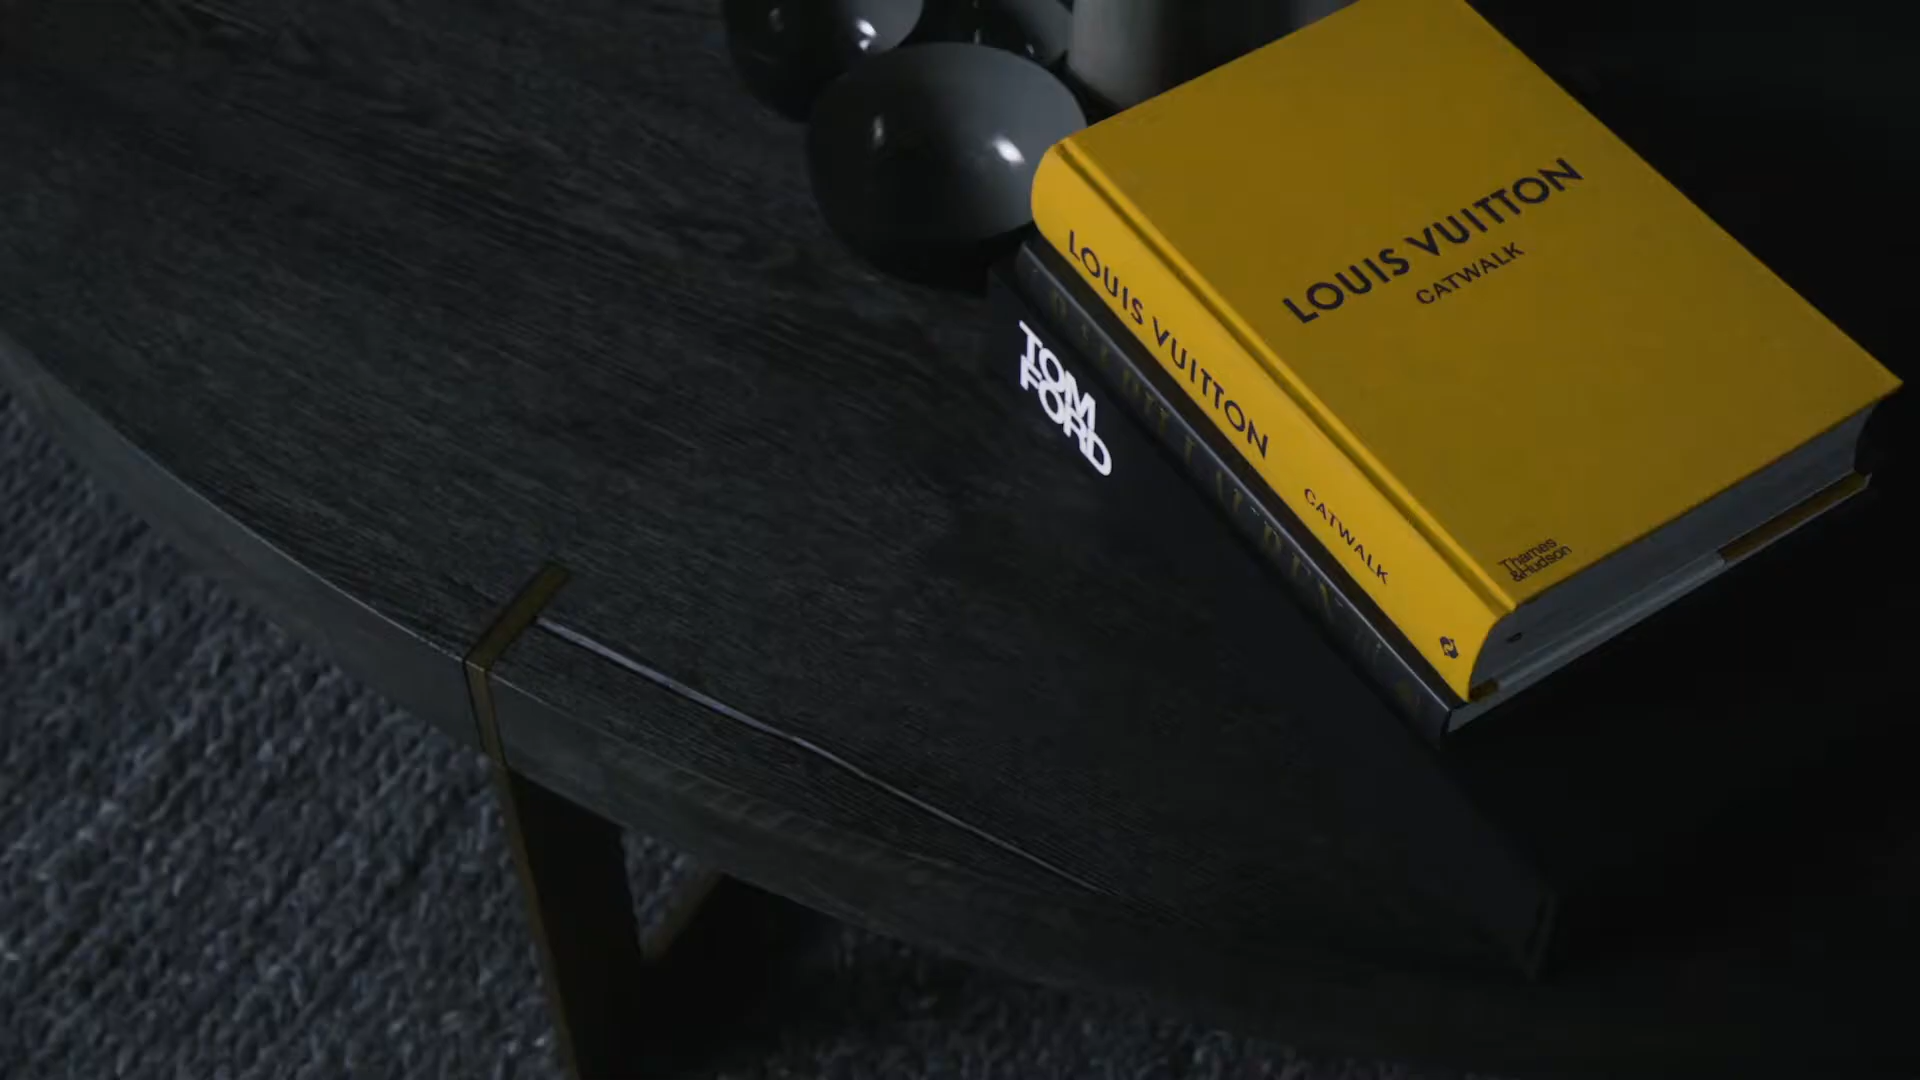 LOUIS VUITTON
CATWALK
Thames
&Hudson
LOUIS VUITTON CATWALK
TOM
FORD